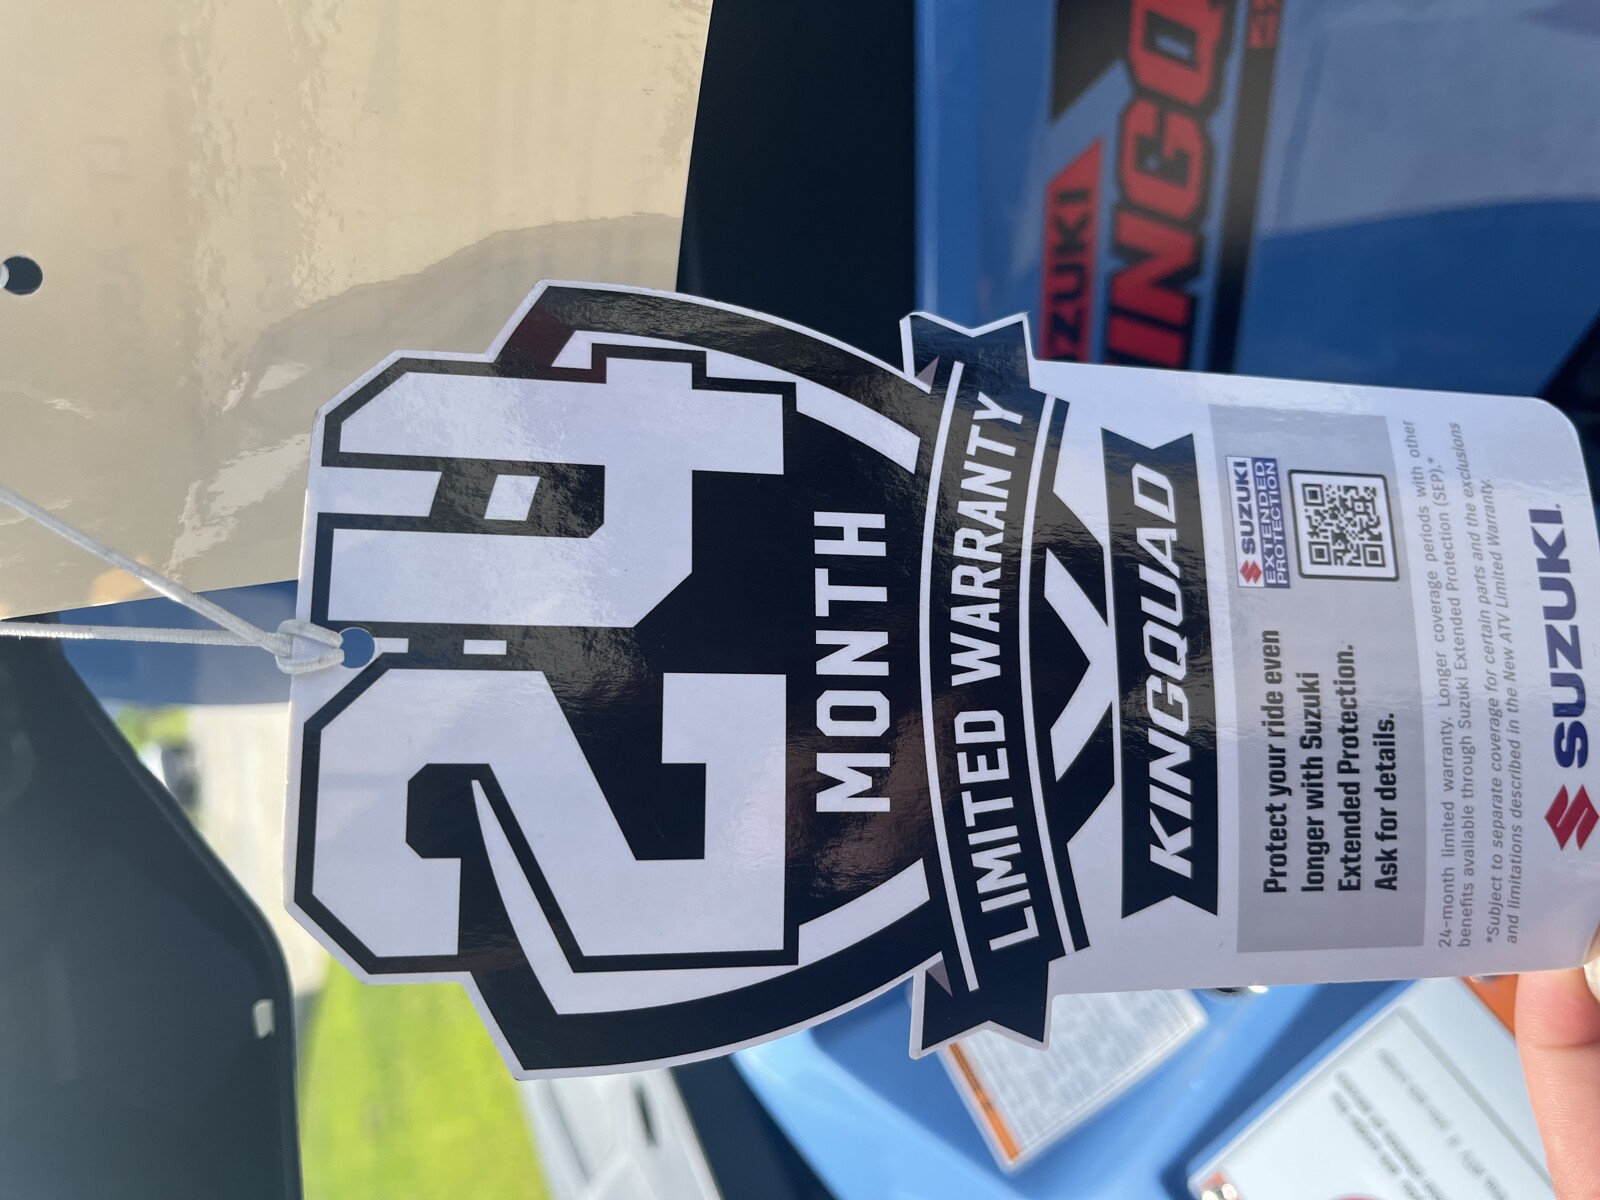 24
MONTH
LIMITED WARRANTY
KINGQUAD
Protect your ride even
longer with Suzuki
Extended Protection.
Ask for details.
SUZUKI
EXTENDED
PROTECTION
24-month limited warranty. Longer coverage periods with other
benefits available through Suzuki Extended Protection (SEP).*
*Subject to separate coverage for certain parts and the exclusions
and limitations described in the New ATV Limited Warranty.
SUZUKI